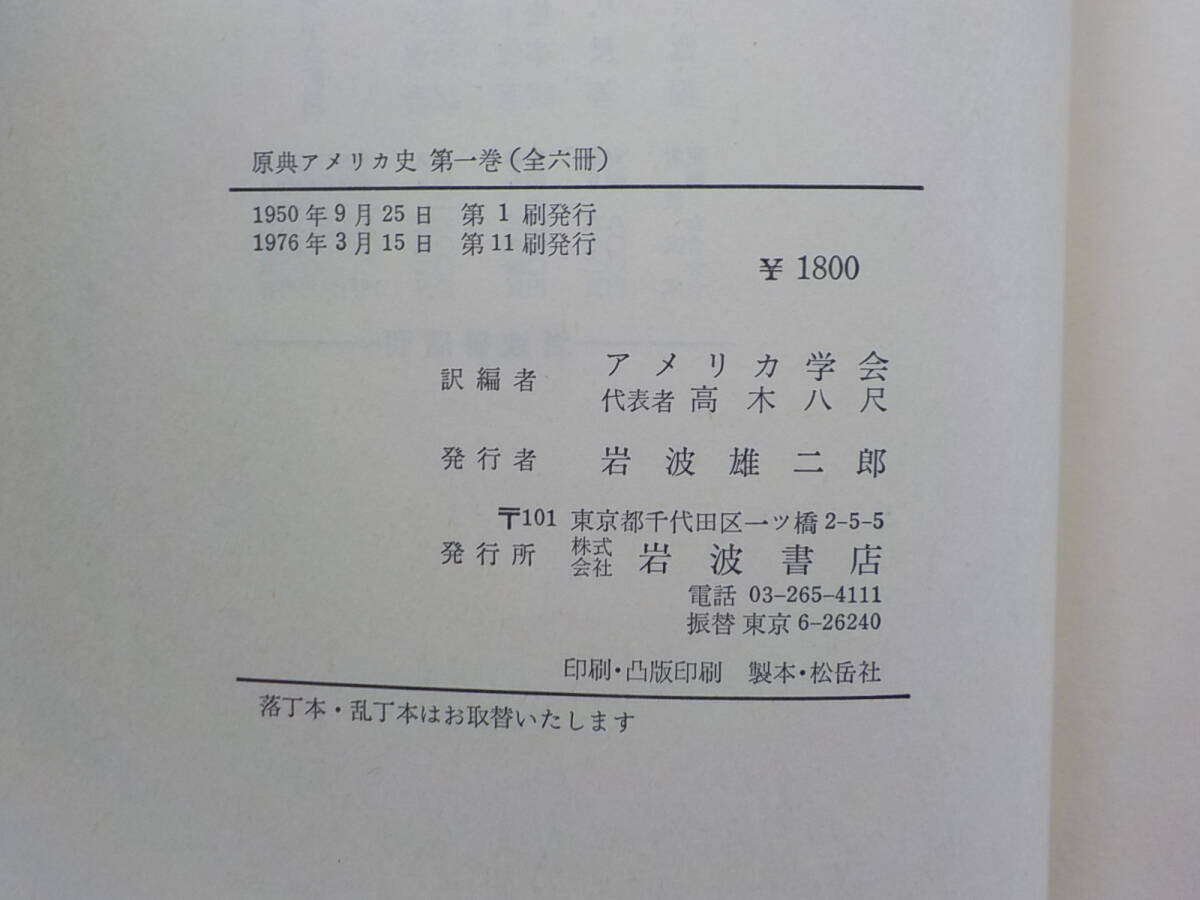 原典アメリカ史 第一巻(全六冊)
1950年9月25日 第1刷発行
1976年3月15日 第11刷発行
¥1800
訳編者 アメリカ学会
代表者 高木八尺
発行者 岩波雄二郎
〒101 東京都千代田区一ツ橋2-5-5
発行所 株式会社 岩波書店
電話 03-265-4111
振替 東京6-26240
印刷・凸版印刷 製本・松岳社
落丁本・乱丁本はお取替いたします